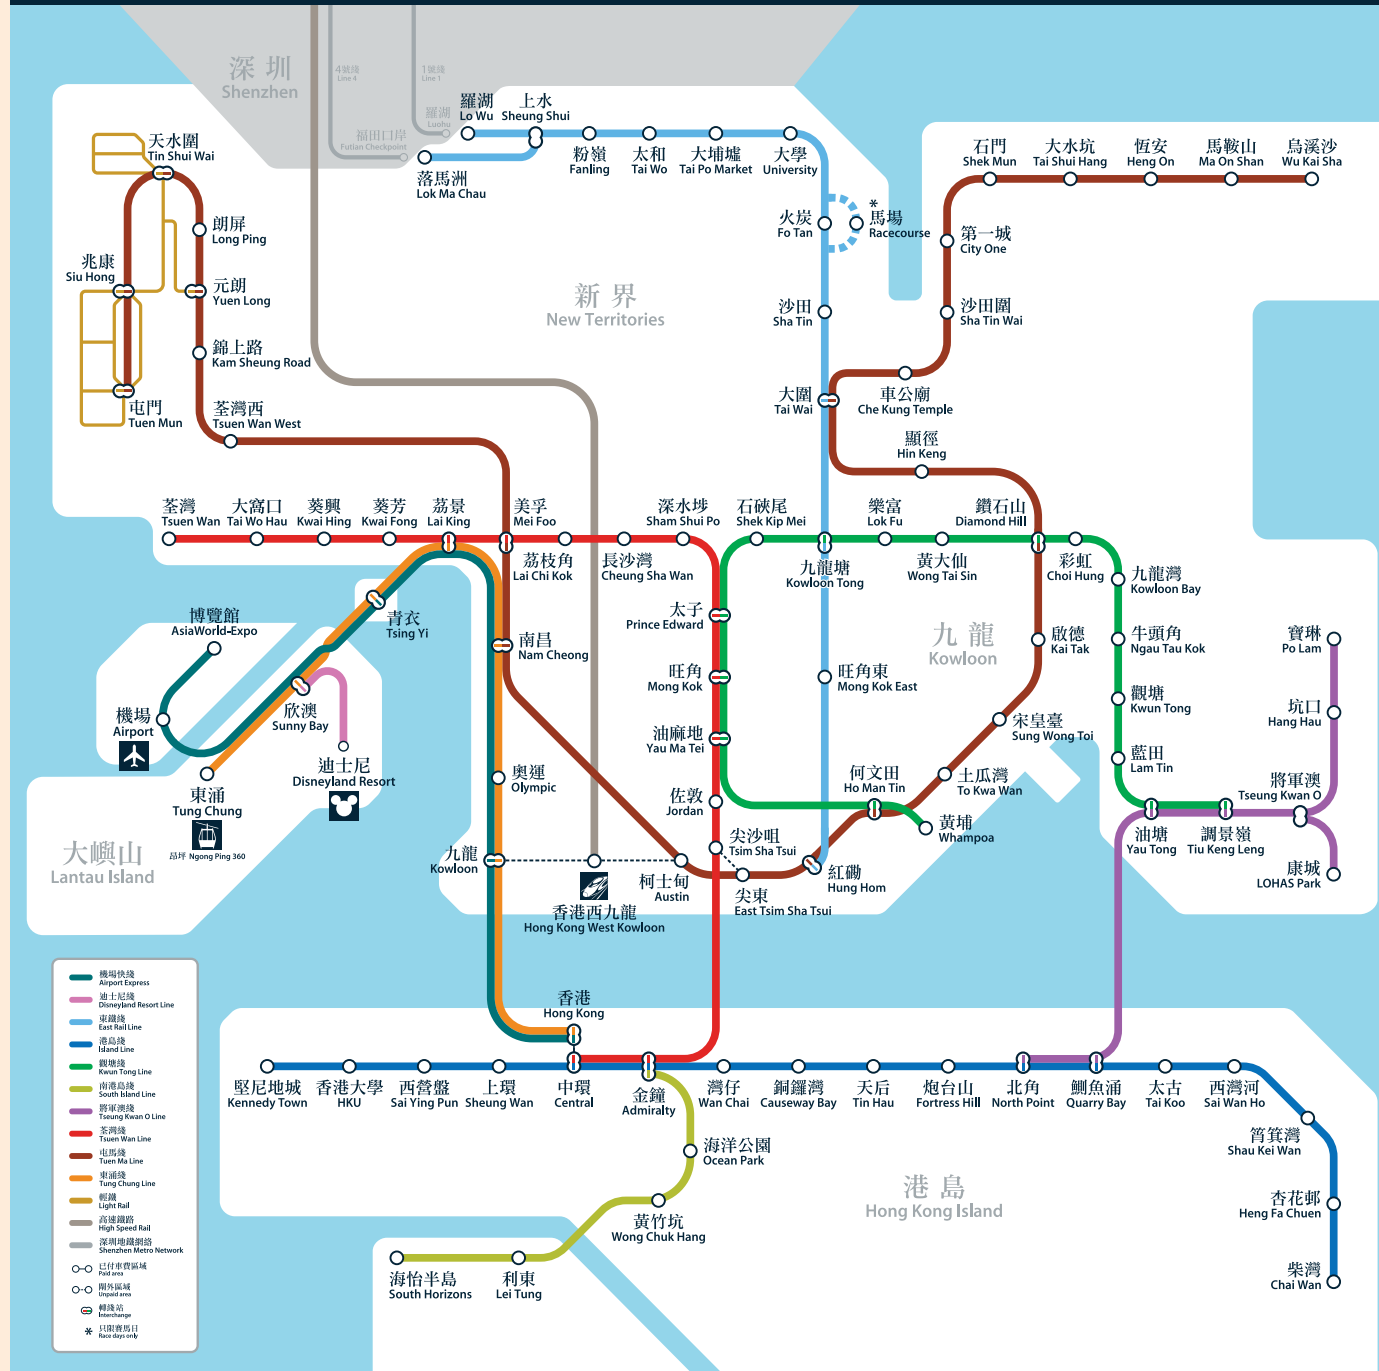 深圳
Shenzhen
4號綫
Line 4
1號綫
Line 1
羅湖
Luohu
福田口岸
Futian Checkpoint
羅湖
Lo Wu
上水
Sheung Shui
落馬洲
Lok Ma Chau
粉嶺
Fanling
太和
Tai Wo
大埔墟
Tai Po Market
大學
University
火炭
Fo Tan
*
馬場
Racecourse
沙田
Sha Tin
大圍
Tai Wai
石門
Shek Mun
大水坑
Tai Shui Hang
恆安
Heng On
馬鞍山
Ma On Shan
烏溪沙
Wu Kai Sha
第一城
City One
沙田圍
Sha Tin Wai
車公廟
Che Kung Temple
顯徑
Hin Keng
天水圍
Tin Shui Wai
朗屏
Long Ping
兆康
Siu Hong
元朗
Yuen Long
錦上路
Kam Sheung Road
屯門
Tuen Mun
荃灣西
Tsuen Wan West
新界
New Territories
荃灣
Tsuen Wan
大窩口
Tai Wo Hau
葵興
Kwai Hing
葵芳
Kwai Fong
荔景
Lai King
美孚
Mei Foo
荔枝角
Lai Chi Kok
長沙灣
Cheung Sha Wan
深水埗
Sham Shui Po
石硤尾
Shek Kip Mei
九龍塘
Kowloon Tong
樂富
Lok Fu
黃大仙
Wong Tai Sin
鑽石山
Diamond Hill
彩虹
Choi Hung
九龍灣
Kowloon Bay
牛頭角
Ngau Tau Kok
觀塘
Kwun Tong
藍田
Lam Tin
油塘
Yau Tong
調景嶺
Tiu Keng Leng
將軍澳
Tseung Kwan O
寶琳
Po Lam
坑口
Hang Hau
康城
LOHAS Park
太子
Prince Edward
旺角
Mong Kok
油麻地
Yau Ma Tei
佐敦
Jordan
尖沙咀
Tsim Sha Tsui
旺角東
Mong Kok East
九龍
Kowloon
啟德
Kai Tak
宋皇臺
Sung Wong Toi
土瓜灣
To Kwa Wan
何文田
Ho Man Tin
黃埔
Whampoa
紅磡
Hung Hom
尖東
East Tsim Sha Tsui
柯士甸
Austin
香港西九龍
Hong Kong West Kowloon
九龍
Kowloon
奧運
Olympic
南昌
Nam Cheong
青衣
Tsing Yi
博覽館
AsiaWorld-Expo
機場
Airport
欣澳
Sunny Bay
迪士尼
Disneyland Resort
東涌
Tung Chung
昂坪 Ngong Ping 360
大嶼山
Lantau Island
香港
Hong Kong
堅尼地城
Kennedy Town
香港大學
HKU
西營盤
Sai Ying Pun
上環
Sheung Wan
中環
Central
金鐘
Admiralty
灣仔
Wan Chai
銅鑼灣
Causeway Bay
天后
Tin Hau
炮台山
Fortress Hill
北角
North Point
鰂魚涌
Quarry Bay
太古
Tai Koo
西灣河
Sai Wan Ho
筲箕灣
Shau Kei Wan
杏花邨
Heng Fa Chuen
柴灣
Chai Wan
海洋公園
Ocean Park
黃竹坑
Wong Chuk Hang
利東
Lei Tung
海怡半島
South Horizons
港島
Hong Kong Island
機場快綫
Airport Express
迪士尼綫
Disneyland Resort Line
東鐵綫
East Rail Line
港島綫
Island Line
觀塘綫
Kwun Tong Line
南港島綫
South Island Line
將軍澳綫
Tseung Kwan O Line
荃灣綫
Tsuen Wan Line
屯馬綫
Tuen Ma Line
東涌綫
Tung Chung Line
輕鐵
Light Rail
高速鐵路
High Speed Rail
深圳地鐵網絡
Shenzhen Metro Network
已付車費區域
Paid area
閘外區域
Unpaid area
轉綫站
Interchange
* 只限賽馬日
Race days only